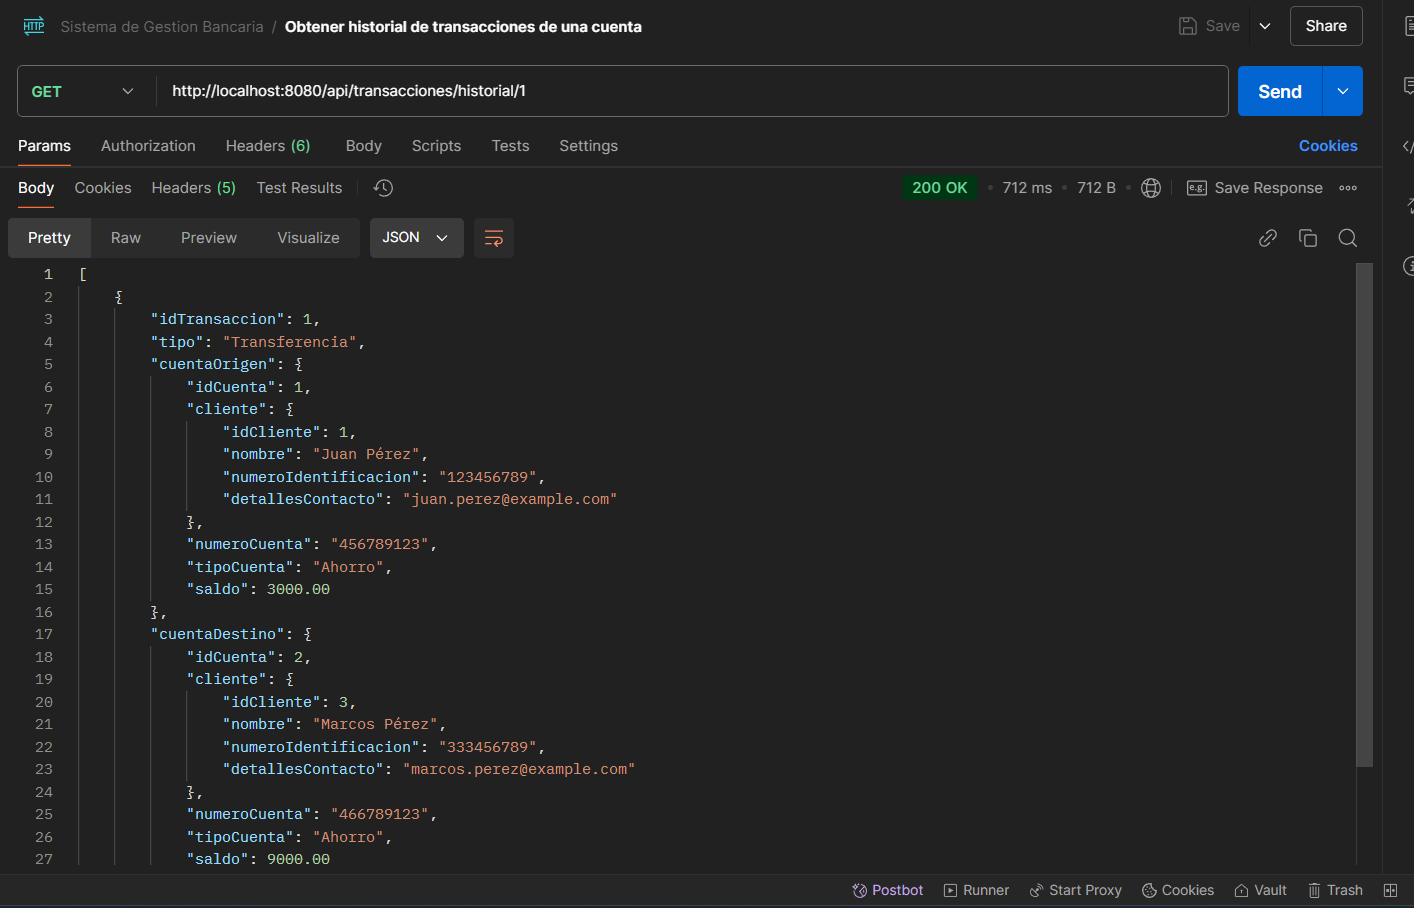 HTTP Sistema de Gestion Bancaria / Obtener historial de transacciones de una cuenta Save Share
GET http://localhost:8080/api/transacciones/historial/1 Send
Params Authorization Headers (6) Body Scripts Tests Settings Cookies
Body Cookies Headers (5) Test Results 200 OK • 712 ms • 712 B • e.g. Save Response
Pretty Raw Preview Visualize JSON
1 [
2 {
3 "idTransaccion": 1,
4 "tipo": "Transferencia",
5 "cuentaOrigen": {
6 "idCuenta": 1,
7 "cliente": {
8 "idCliente": 1,
9 "nombre": "Juan Pérez",
10 "numeroIdentificacion": "123456789",
11 "detallesContacto": "juan.perez@example.com"
12 },
13 "numeroCuenta": "456789123",
14 "tipoCuenta": "Ahorro",
15 "saldo": 3000.00
16 },
17 "cuentaDestino": {
18 "idCuenta": 2,
19 "cliente": {
20 "idCliente": 3,
21 "nombre": "Marcos Pérez",
22 "numeroIdentificacion": "333456789",
23 "detallesContacto": "marcos.perez@example.com"
24 },
25 "numeroCuenta": "466789123",
26 "tipoCuenta": "Ahorro",
27 "saldo": 9000.00
Postbot Runner Start Proxy Cookies Vault Trash